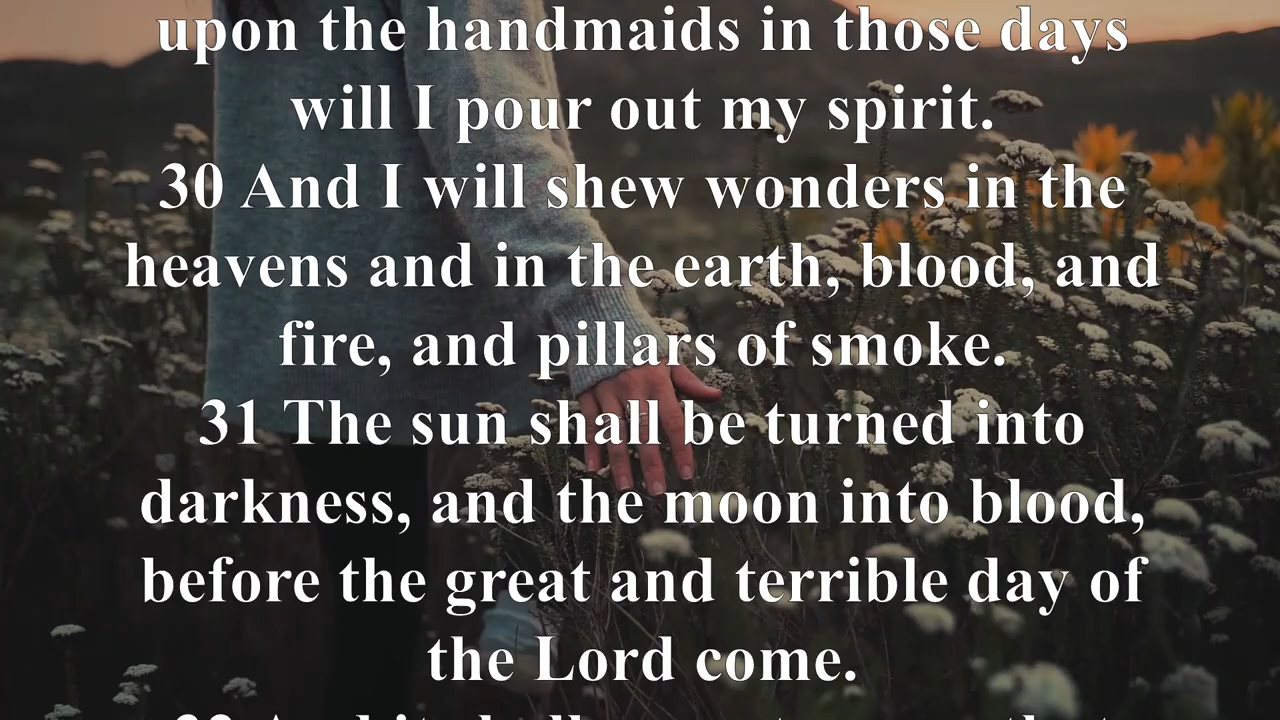 upon the handmaids in those days
will I pour out my spirit.
30 And I will shew wonders in the
heavens and in the earth, blood, and
fire, and pillars of smoke.
31 The sun shall be turned into
darkness, and the moon into blood,
before the great and terrible day of
the Lord come.